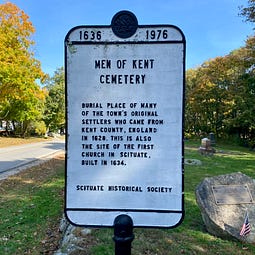 1636 1976
MEN OF KENT
CEMETERY
BURIAL PLACE OF MANY
OF THE TOWN'S ORIGINAL
SETTLERS WHO CAME FROM
KENT COUNTY, ENGLAND
IN 1628. THIS IS ALSO
THE SITE OF THE FIRST
CHURCH IN SCITUATE,
BUILT IN 1634.
SCITUATE HISTORICAL SOCIETY